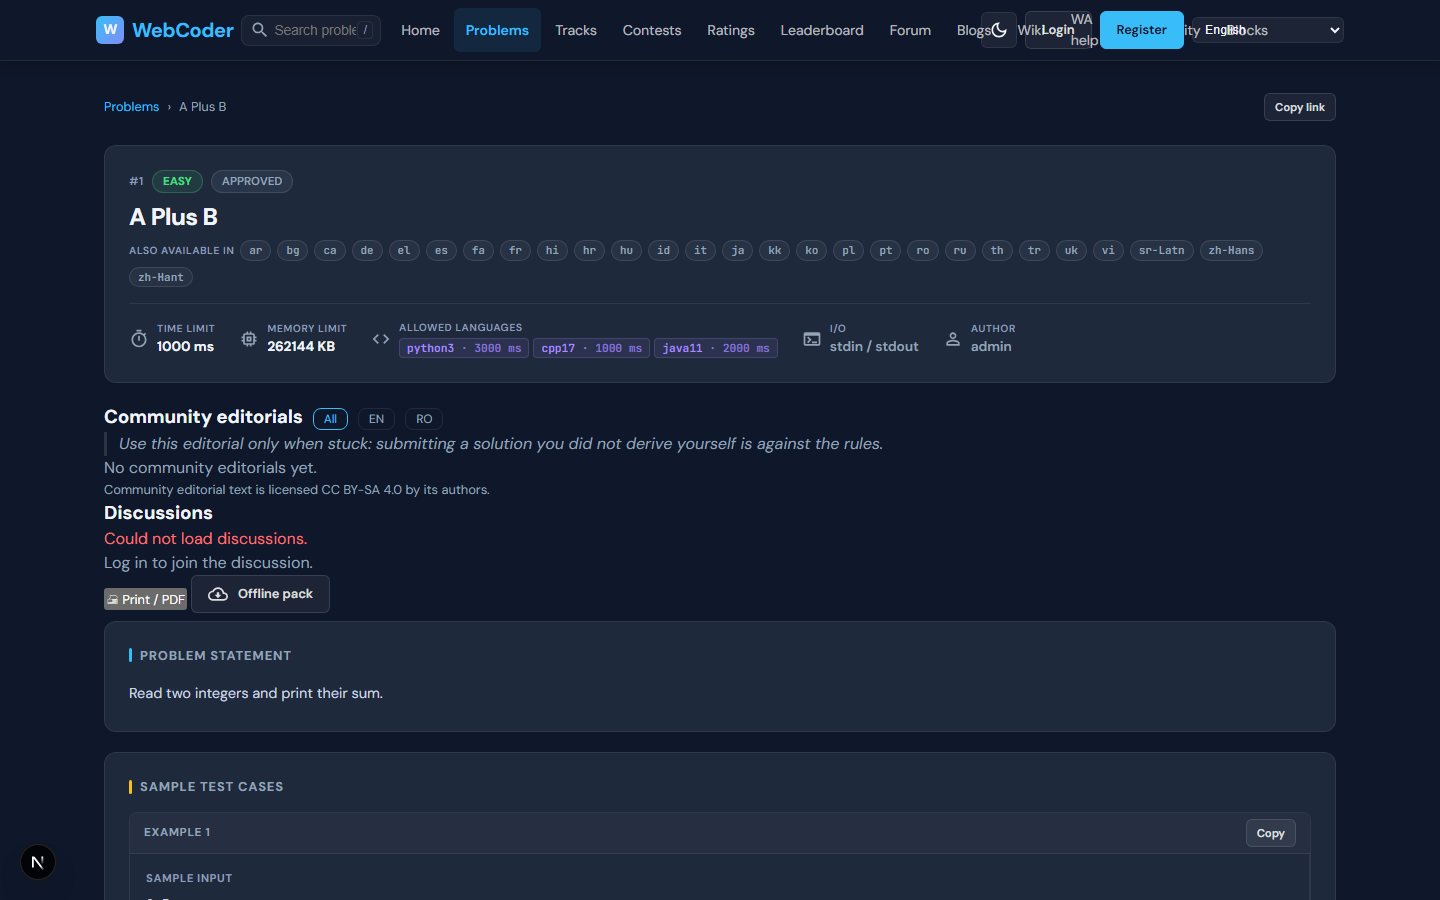 W WebCoder
Search proble /
Home
Problems
Tracks
Contests
Ratings
Leaderboard
Forum
Blogs
Wiki
WA
help
Login
Register
ity
English
Problems › A Plus B
Copy link
#1 EASY APPROVED
A Plus B
ALSO AVAILABLE IN ar bg ca de el es fa fr hi hr hu id it ja kk ko pl pt ro ru th tr uk vi sr-Latn zh-Hans
zh-Hant
TIME LIMIT
1000 ms
MEMORY LIMIT
262144 KB
ALLOWED LANGUAGES
python3 · 3000 ms cpp17 · 1000 ms java11 · 2000 ms
I/O
stdin / stdout
AUTHOR
admin
Community editorials All EN RO
Use this editorial only when stuck: submitting a solution you did not derive yourself is against the rules.
No community editorials yet.
Community editorial text is licensed CC BY-SA 4.0 by its authors.
Discussions
Could not load discussions.
Log in to join the discussion.
Print / PDF Offline pack
PROBLEM STATEMENT
Read two integers and print their sum.
SAMPLE TEST CASES
EXAMPLE 1
Copy
SAMPLE INPUT
N